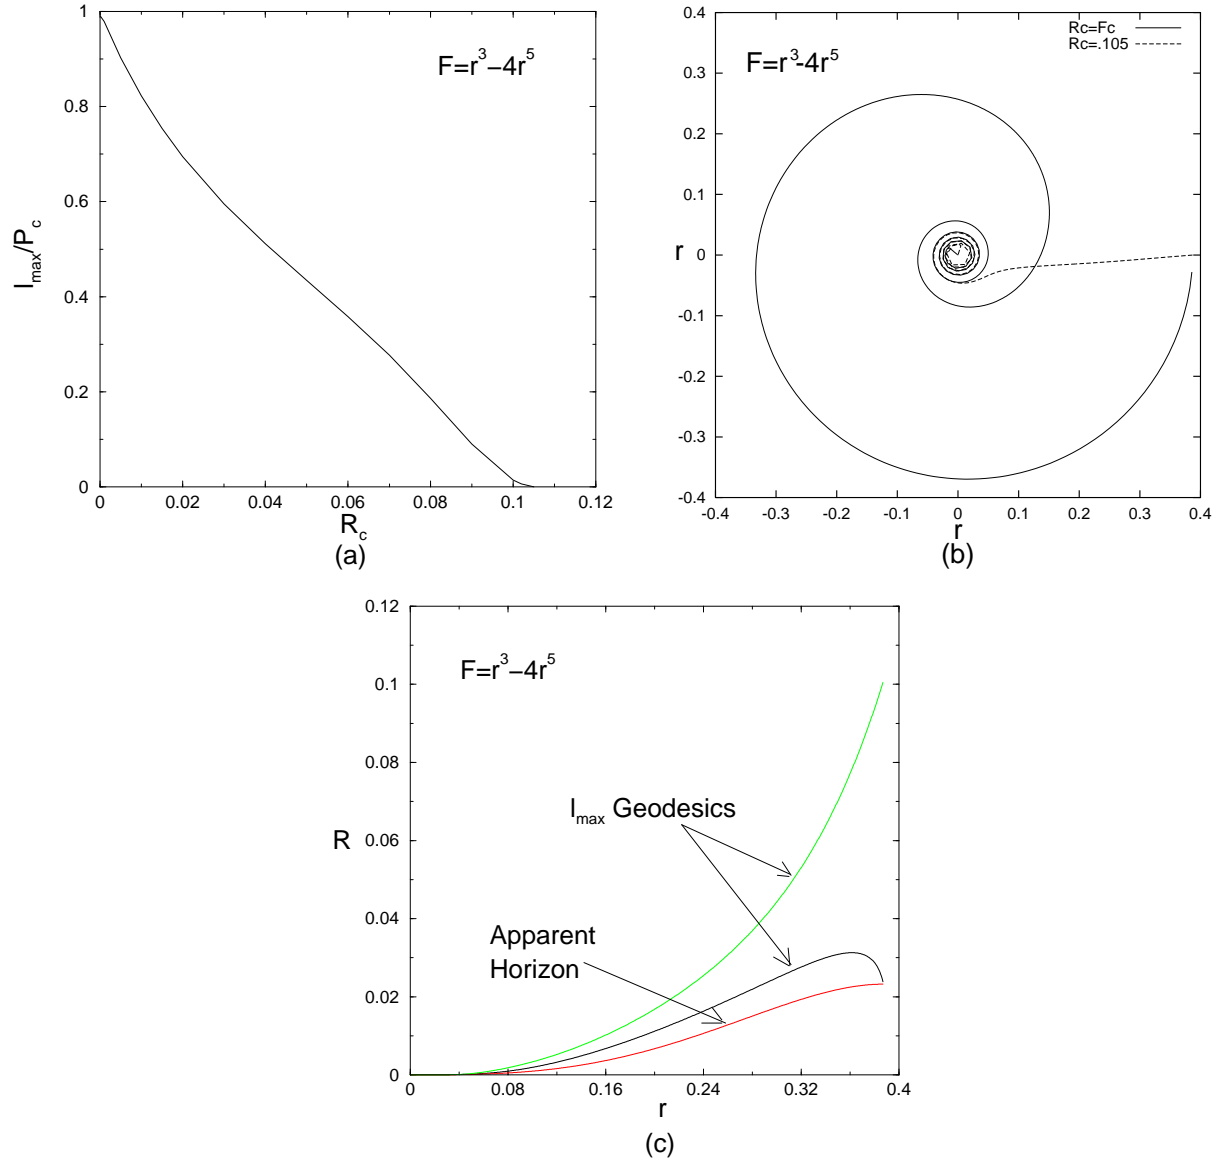 1
0.8
0.6
0.4
0.2
0
I_max/P_c
F=r^3−4r^5
0 0.02 0.04 0.06 0.08 0.1 0.12
R_c
(a)
0.4
0.3
0.2
0.1
0
-0.1
-0.2
-0.3
-0.4
r
F=r^3-4r^5
Rc=Fc
Rc=.105
-0.4 -0.3 -0.2 -0.1 0 0.1 0.2 0.3 0.4
r
(b)
0.12
0.1
0.08
0.06
0.04
0.02
0
R
F=r^3−4r^5
I_max Geodesics
Apparent
Horizon
0 0.08 0.16 0.24 0.32 0.4
r
(c)